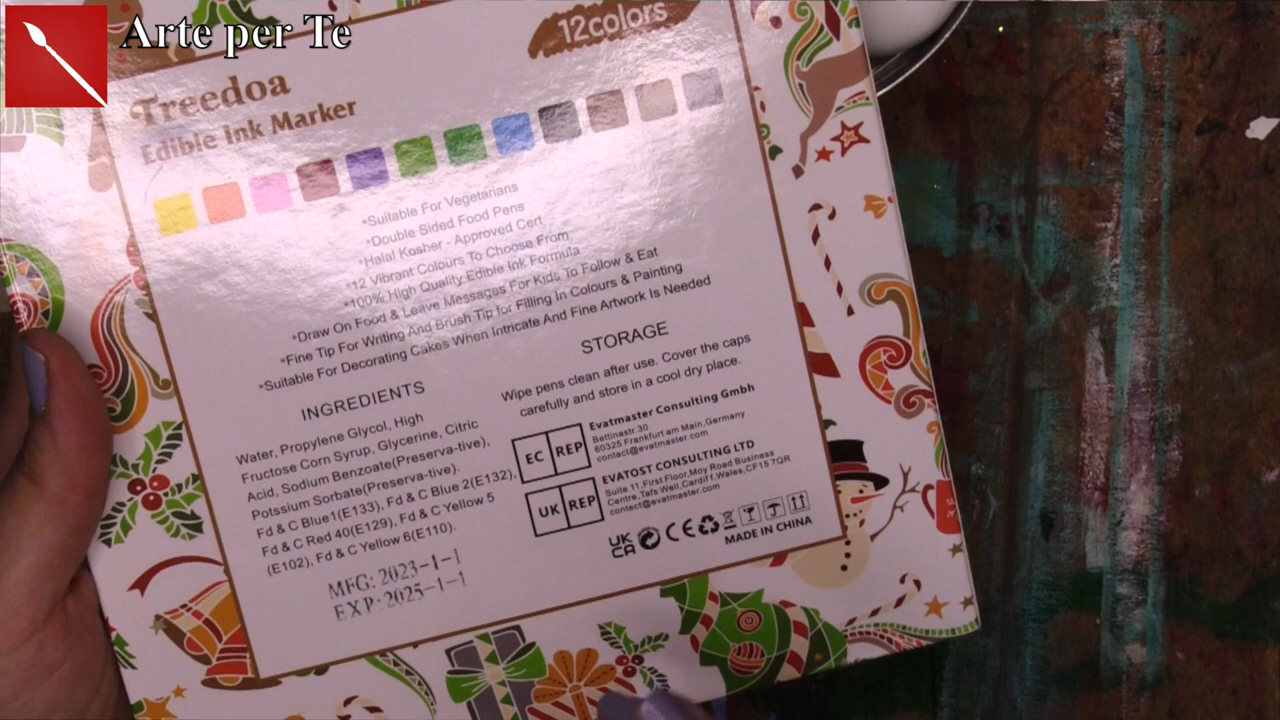 Arte per Te
12colors
Treedoa
Edible Ink Marker
*Suitable For Vegetarians
*Double Sided Food Pens
*Halal Kosher - Approved Cert
*12 Vibrant Colours To Choose From
*100% High Quality Edible Ink Formula
*Draw On Food & Leave Messages For Kids To Follow & Eat
*Fine Tip For Writing And Brush Tip for Filling In Colours & Painting
*Suitable For Decorating Cakes When Intricate And Fine Artwork Is Needed
INGREDIENTS
Water, Propylene Glycol, High
Fructose Corn Syrup, Glycerine, Citric
Acid, Sodium Benzoate(Preserva-tive),
Potssium Sorbate(Preserva-tive).
Fd & C Blue1(E133), Fd & C Blue 2(E132),
Fd & C Red 40(E129), Fd & C Yellow 5
(E102), Fd & C Yellow 6(E110).
MFG: 2023-1-1
EXP: 2025-1-1
STORAGE
Wipe pens clean after use. Cover the caps
carefully and store in a cool dry place.
EC REP
Evatmaster Consulting Gmbh
Bettinastr.30
60325 Frankfurt am Main,Germany
contact@evatmaster.com
UK REP
EVATOST CONSULTING LTD
Suite 11,First Floor,Moy Road Business
Centre,Tafs Well,Cardiff,Wales,CF15 7QR
contect@evatmaster.com
UK
CA
CE
MADE IN CHINA